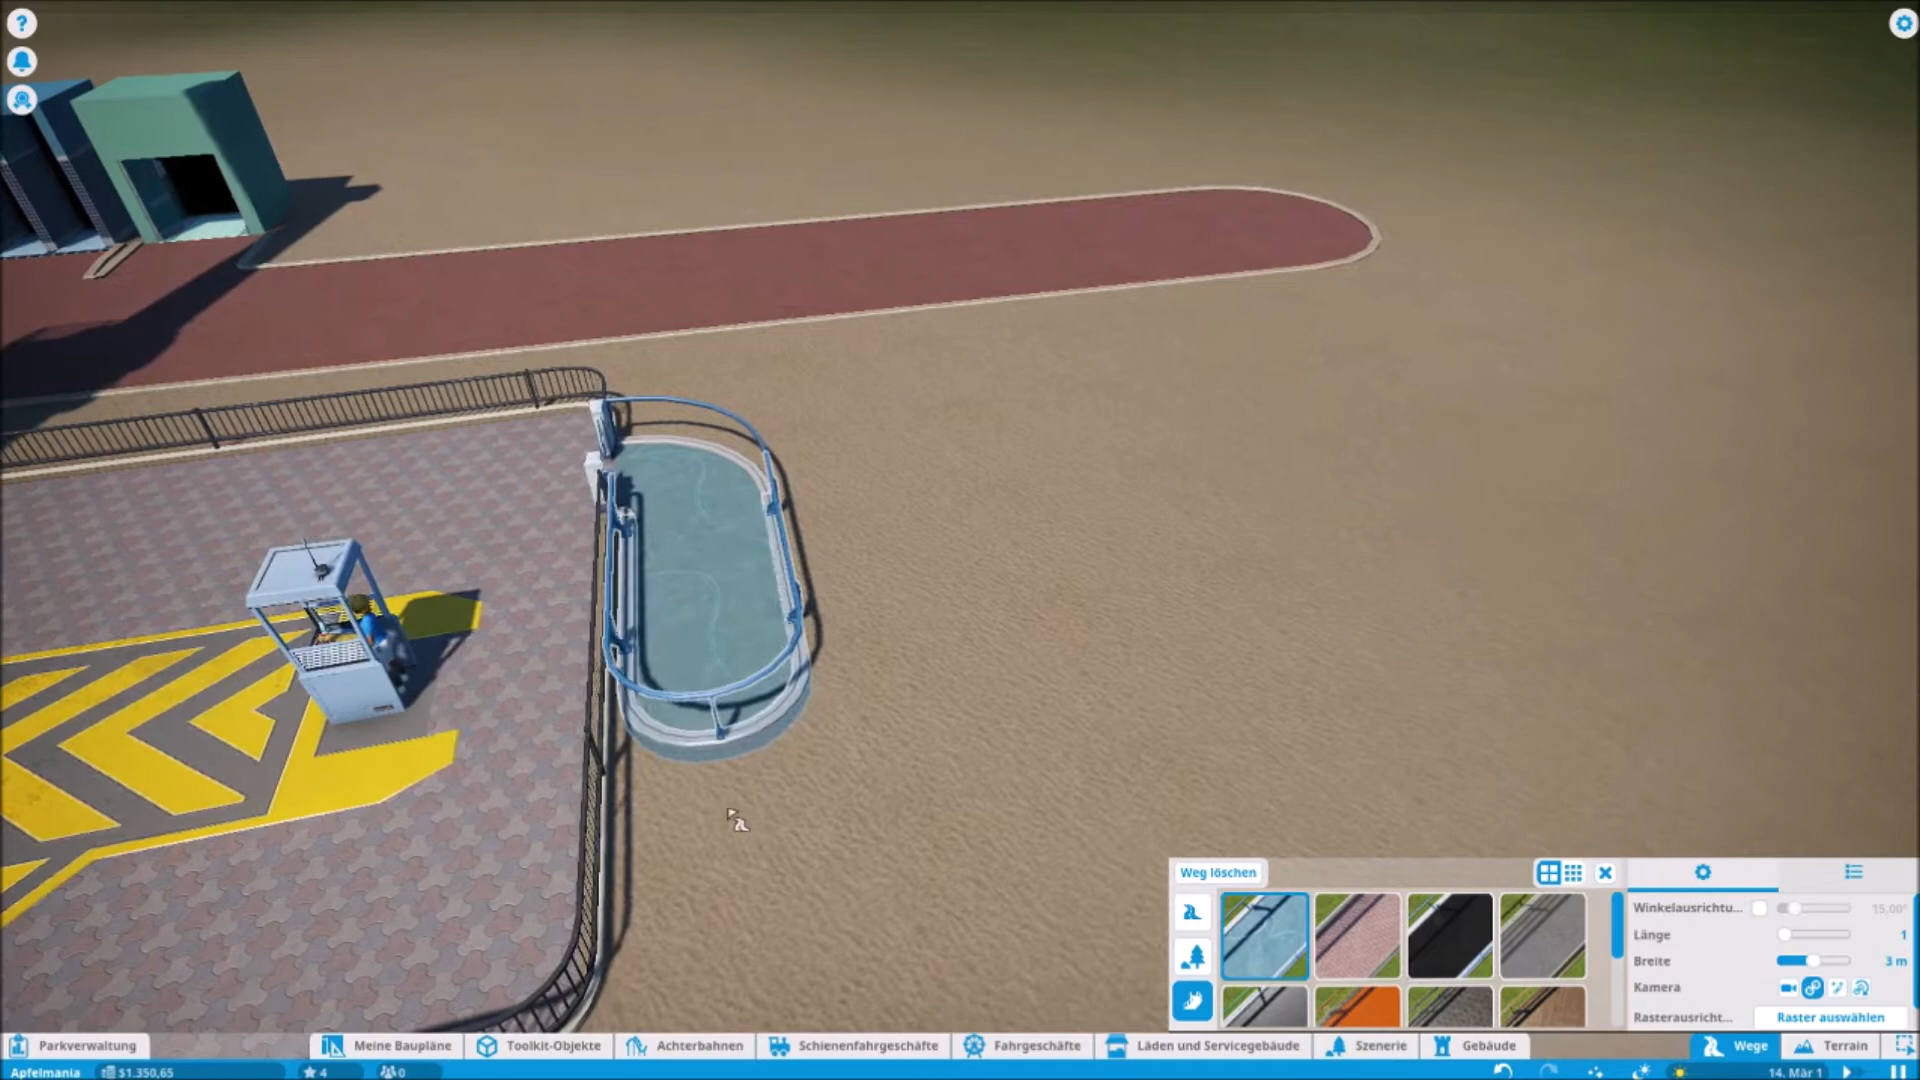 ?
Weg löschen
Winkelausrichtu... 15,00°
Länge 1
Breite 3 m
Kamera
Rasterausricht... Raster auswählen
Parkverwaltung Meine Baupläne Toolkit-Objekte Achterbahnen Schienenfahrgeschäfte Fahrgeschäfte Läden und Servicegebäude Szenerie Gebäude Wege Terrain
Apfelmania $1.350,65 4 0 14. Mär 1